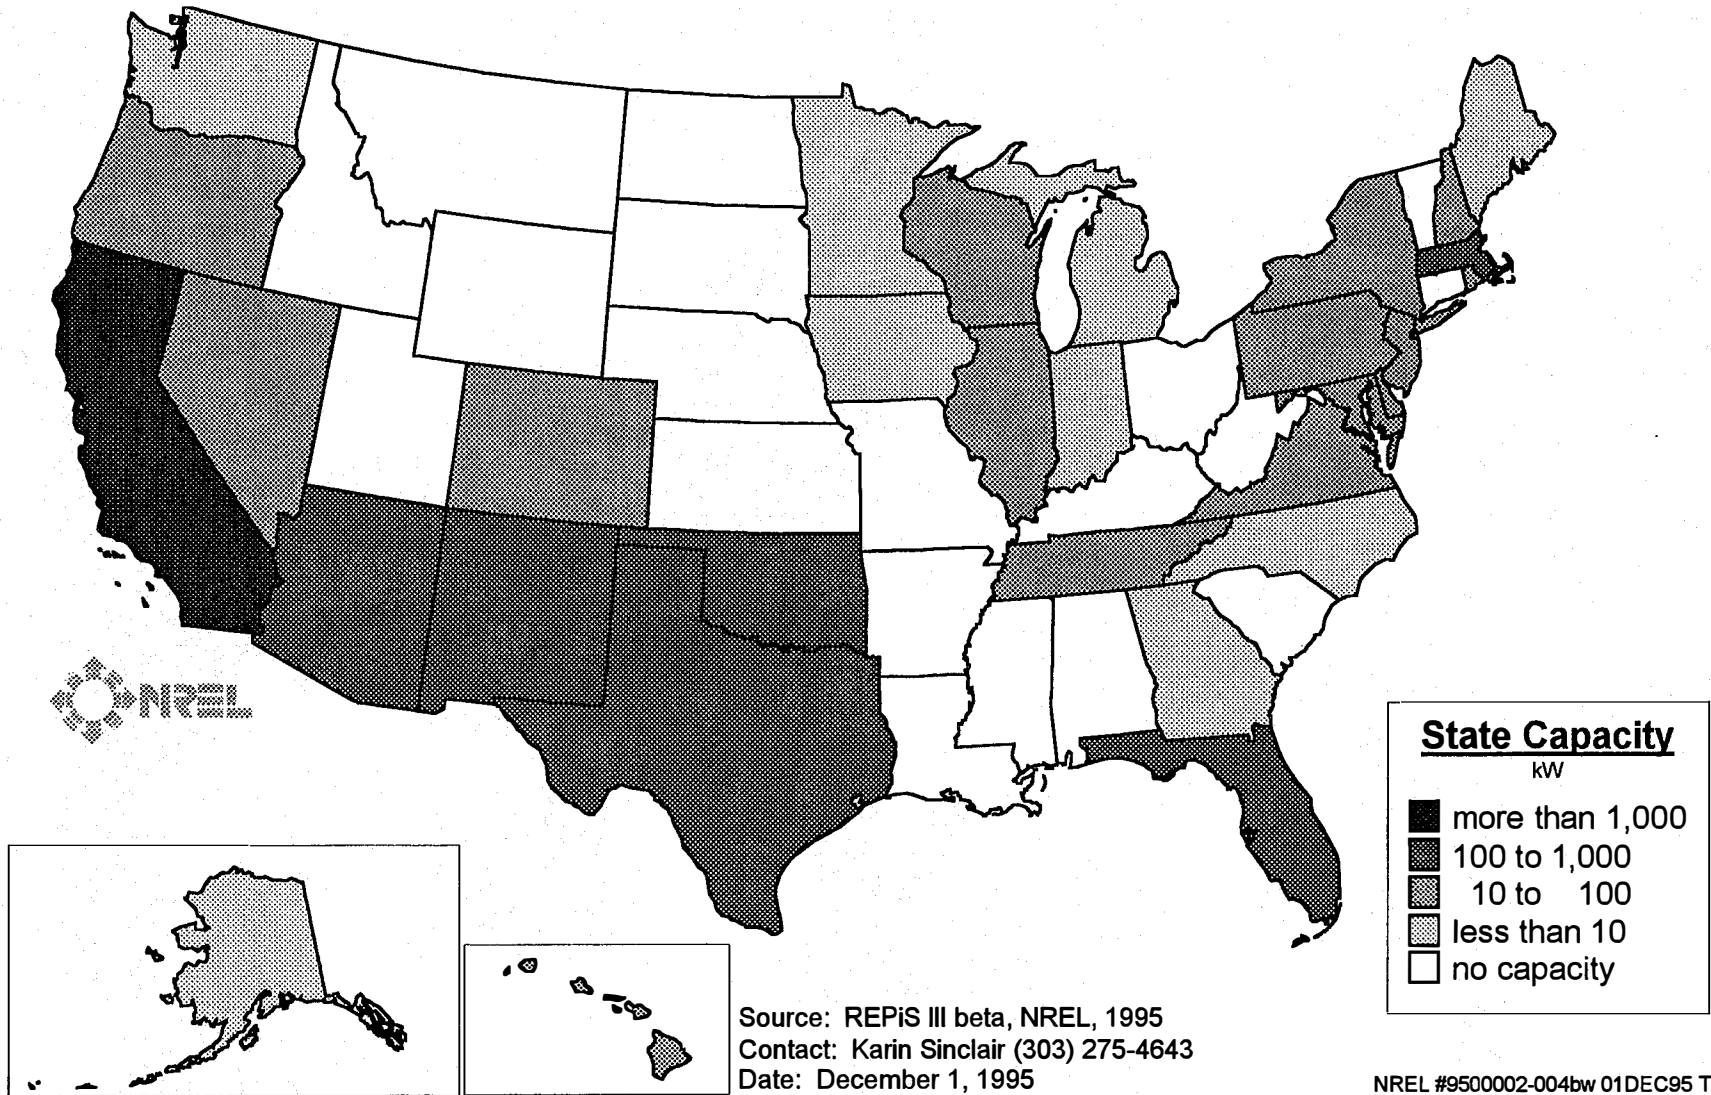 NREL
State Capacity
kW
more than 1,000
100 to 1,000
10 to 100
less than 10
no capacity
Source: REPiS III beta, NREL, 1995
Contact: Karin Sinclair (303) 275-4643
Date: December 1, 1995
NREL #9500002-004bw 01DEC95 T